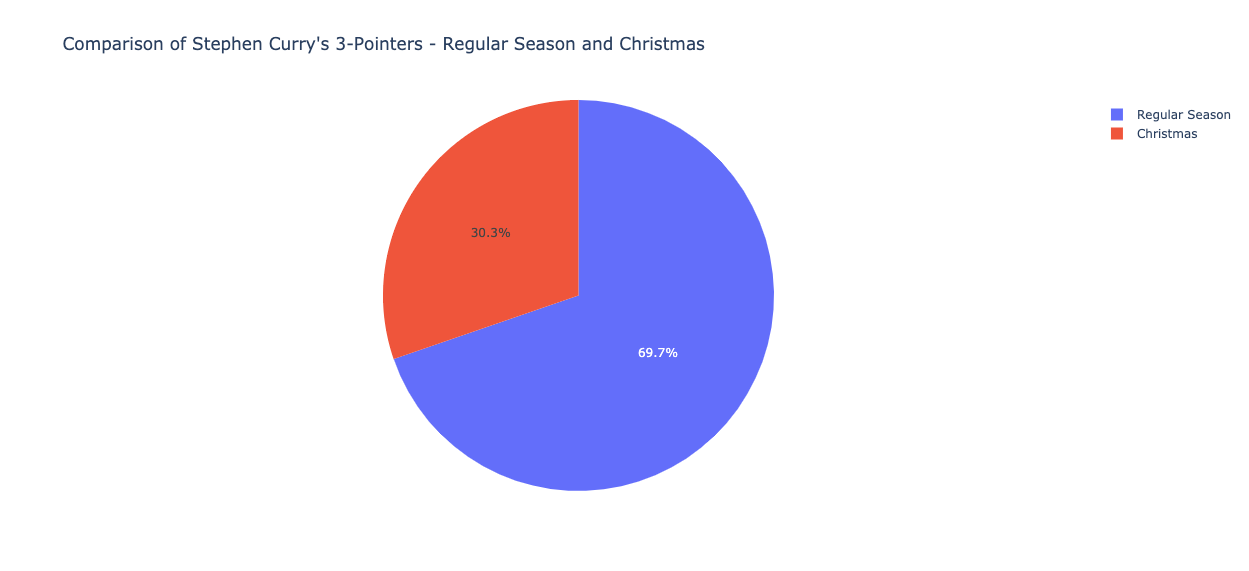 Comparison of Stephen Curry's 3-Pointers - Regular Season and Christmas
Regular Season
Christmas
30.3%
69.7%